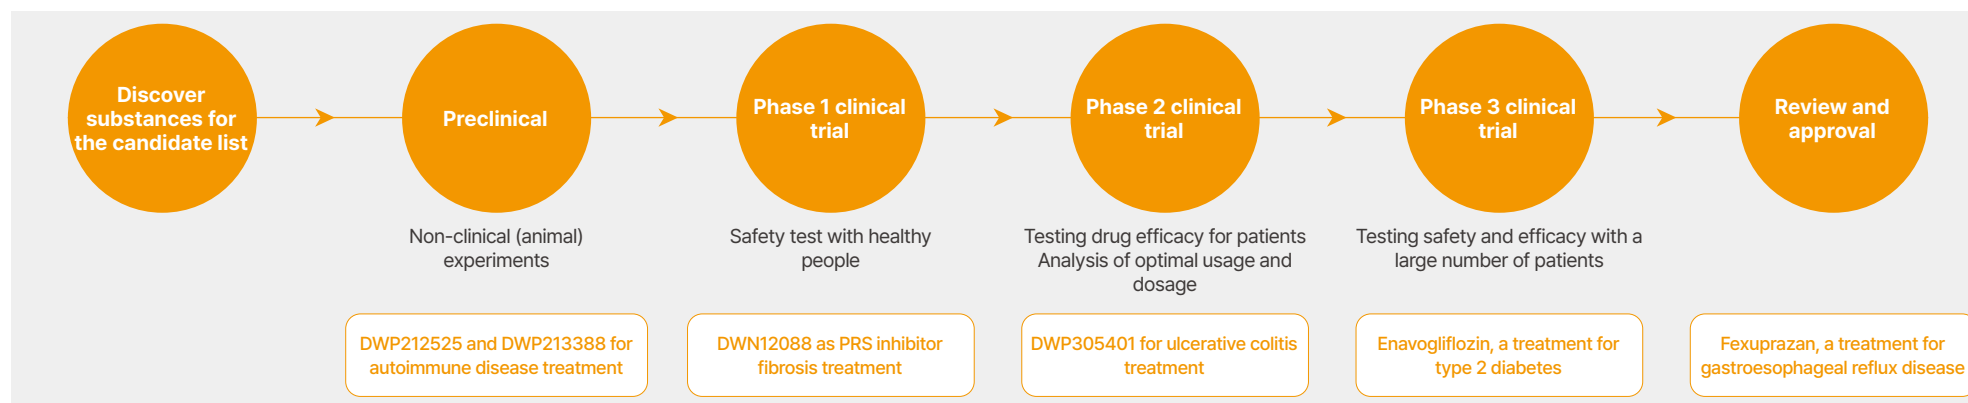 Discover
substances for
the candidate list
Preclinical
Phase 1 clinical
trial
Phase 2 clinical
trial
Phase 3 clinical
trial
Review and
approval
Non-clinical (animal)
experiments
Safety test with healthy
people
Testing drug efficacy for patients
Analysis of optimal usage and
dosage
Testing safety and efficacy with a
large number of patients
DWP212525 and DWP213388 for
autoimmune disease treatment
DWN12088 as PRS inhibitor
fibrosis treatment
DWP305401 for ulcerative colitis
treatment
Enavogliflozin, a treatment for
type 2 diabetes
Fexuprazan, a treatment for
gastroesophageal reflux disease